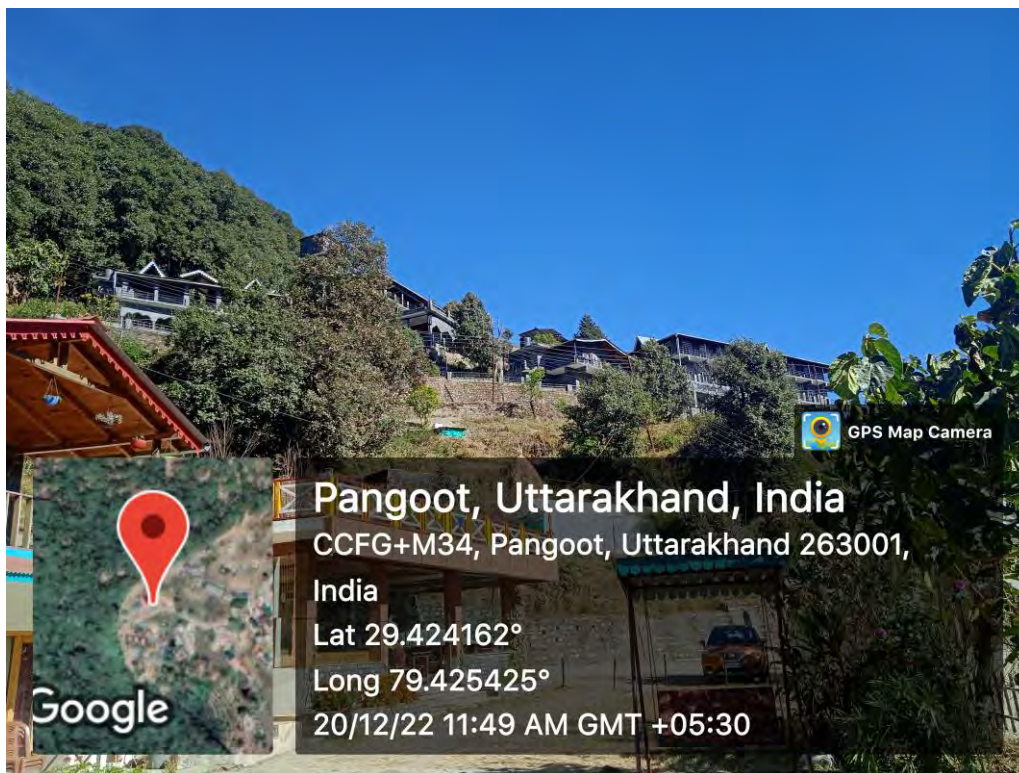 GPS Map Camera
Pangoot, Uttarakhand, India
CCFG+M34, Pangoot, Uttarakhand 263001,
India
Lat 29.424162°
Long 79.425425°
20/12/22 11:49 AM GMT +05:30
Google